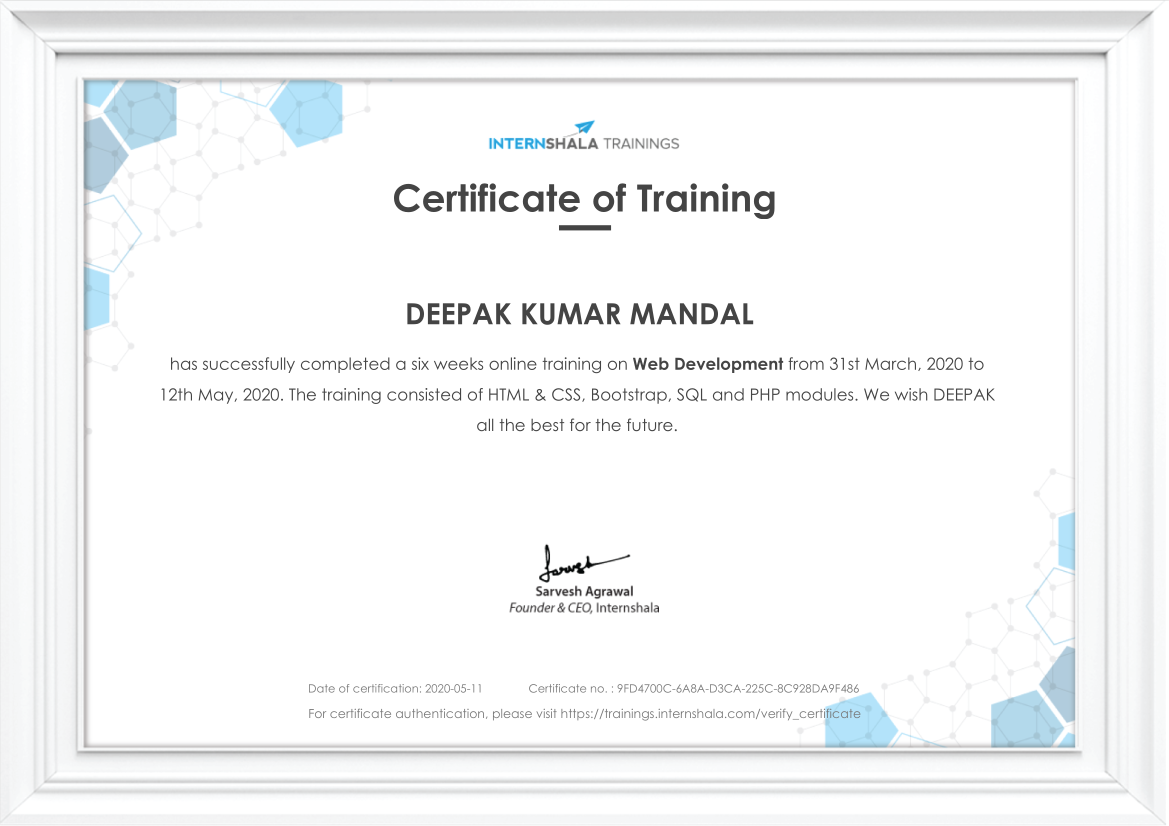 INTERNSHALA TRAININGS
Certificate of Training
DEEPAK KUMAR MANDAL
has successfully completed a six weeks online training on Web Development from 31st March, 2020 to
12th May, 2020. The training consisted of HTML & CSS, Bootstrap, SQL and PHP modules. We wish DEEPAK
all the best for the future.
Sarvesh
Sarvesh Agrawal
Founder & CEO, Internshala
Date of certification: 2020-05-11 Certificate no. : 9FD4700C-6A8A-D3CA-225C-8C928DA9F486
For certificate authentication, please visit https://trainings.internshala.com/verify_certificate